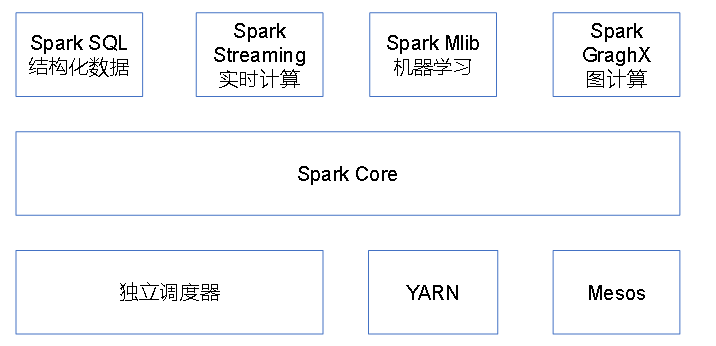 Spark SQL
结构化数据
Spark
Streaming
实时计算
Spark Mlib
机器学习
Spark
GraghX
图计算
Spark Core
独立调度器
YARN
Mesos